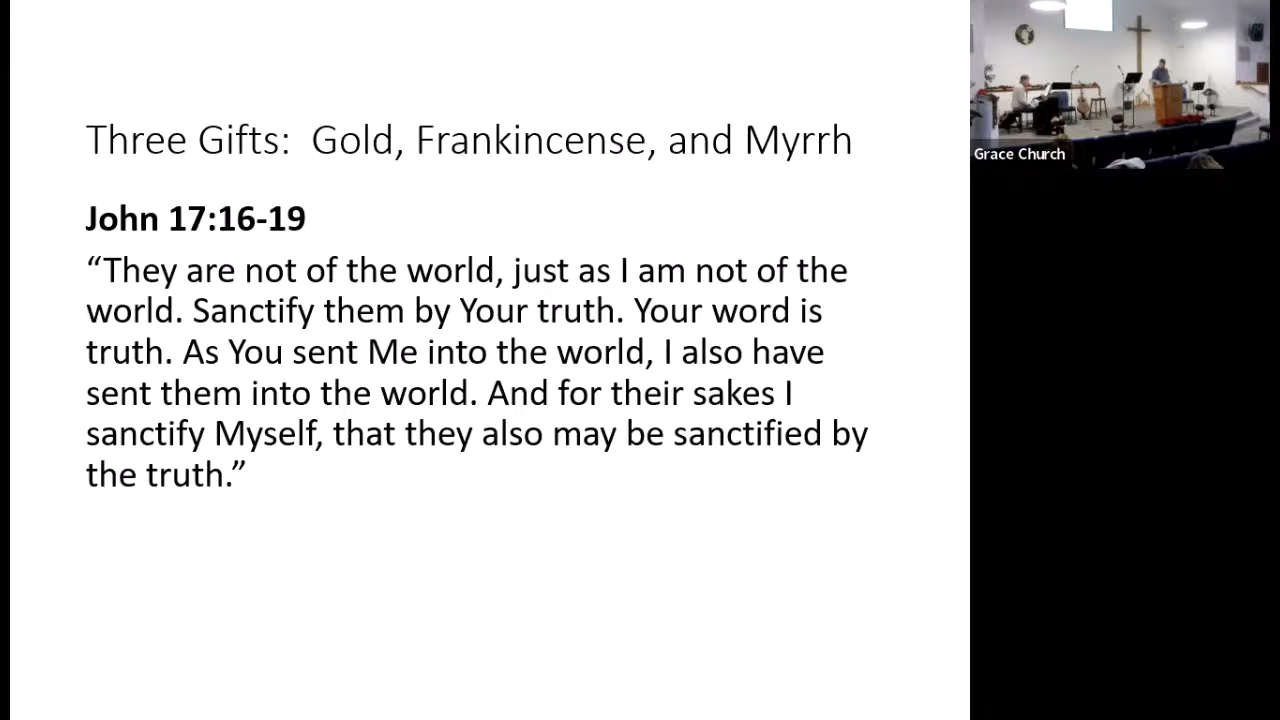 Three Gifts:  Gold, Frankincense, and Myrrh
John 17:16-19
“They are not of the world, just as I am not of the
world. Sanctify them by Your truth. Your word is
truth. As You sent Me into the world, I also have
sent them into the world. And for their sakes I
sanctify Myself, that they also may be sanctified by
the truth.”
Grace Church